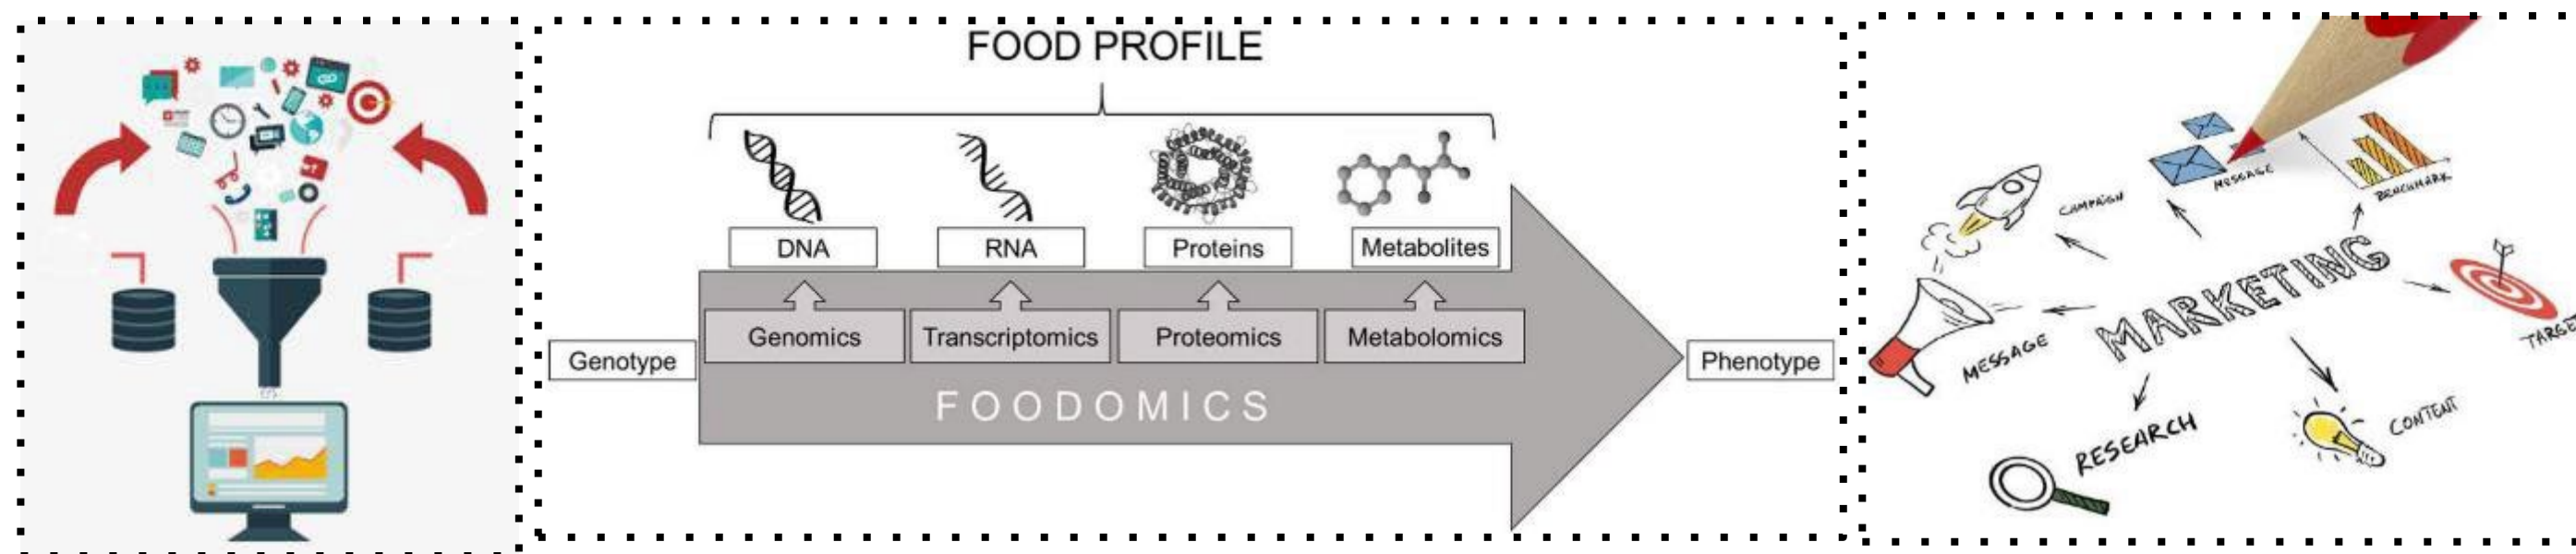 FOOD PROFILE
DNA
RNA
Proteins
Metabolites
Genomics
Transcriptomics
Proteomics
Metabolomics
Genotype
Phenotype
FOODOMICS
CAMPAIGN
MESSAGE
BENCHMARK
MARKETING
TARGET
MESSAGE
RESEARCH
CONTENT